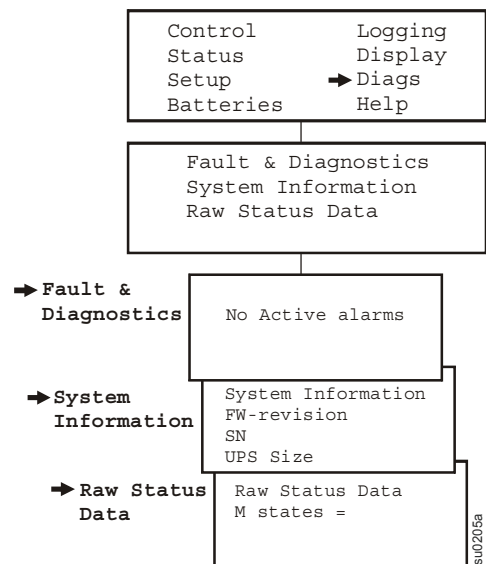 Control Logging
Status Display
Setup Diags
Batteries Help
Fault & Diagnostics
System Information
Raw Status Data
Fault &
Diagnostics
No Active alarms
System
Information
System Information
FW-revision
SN
UPS Size
Raw Status
Data
Raw Status Data
M states =
su0205a